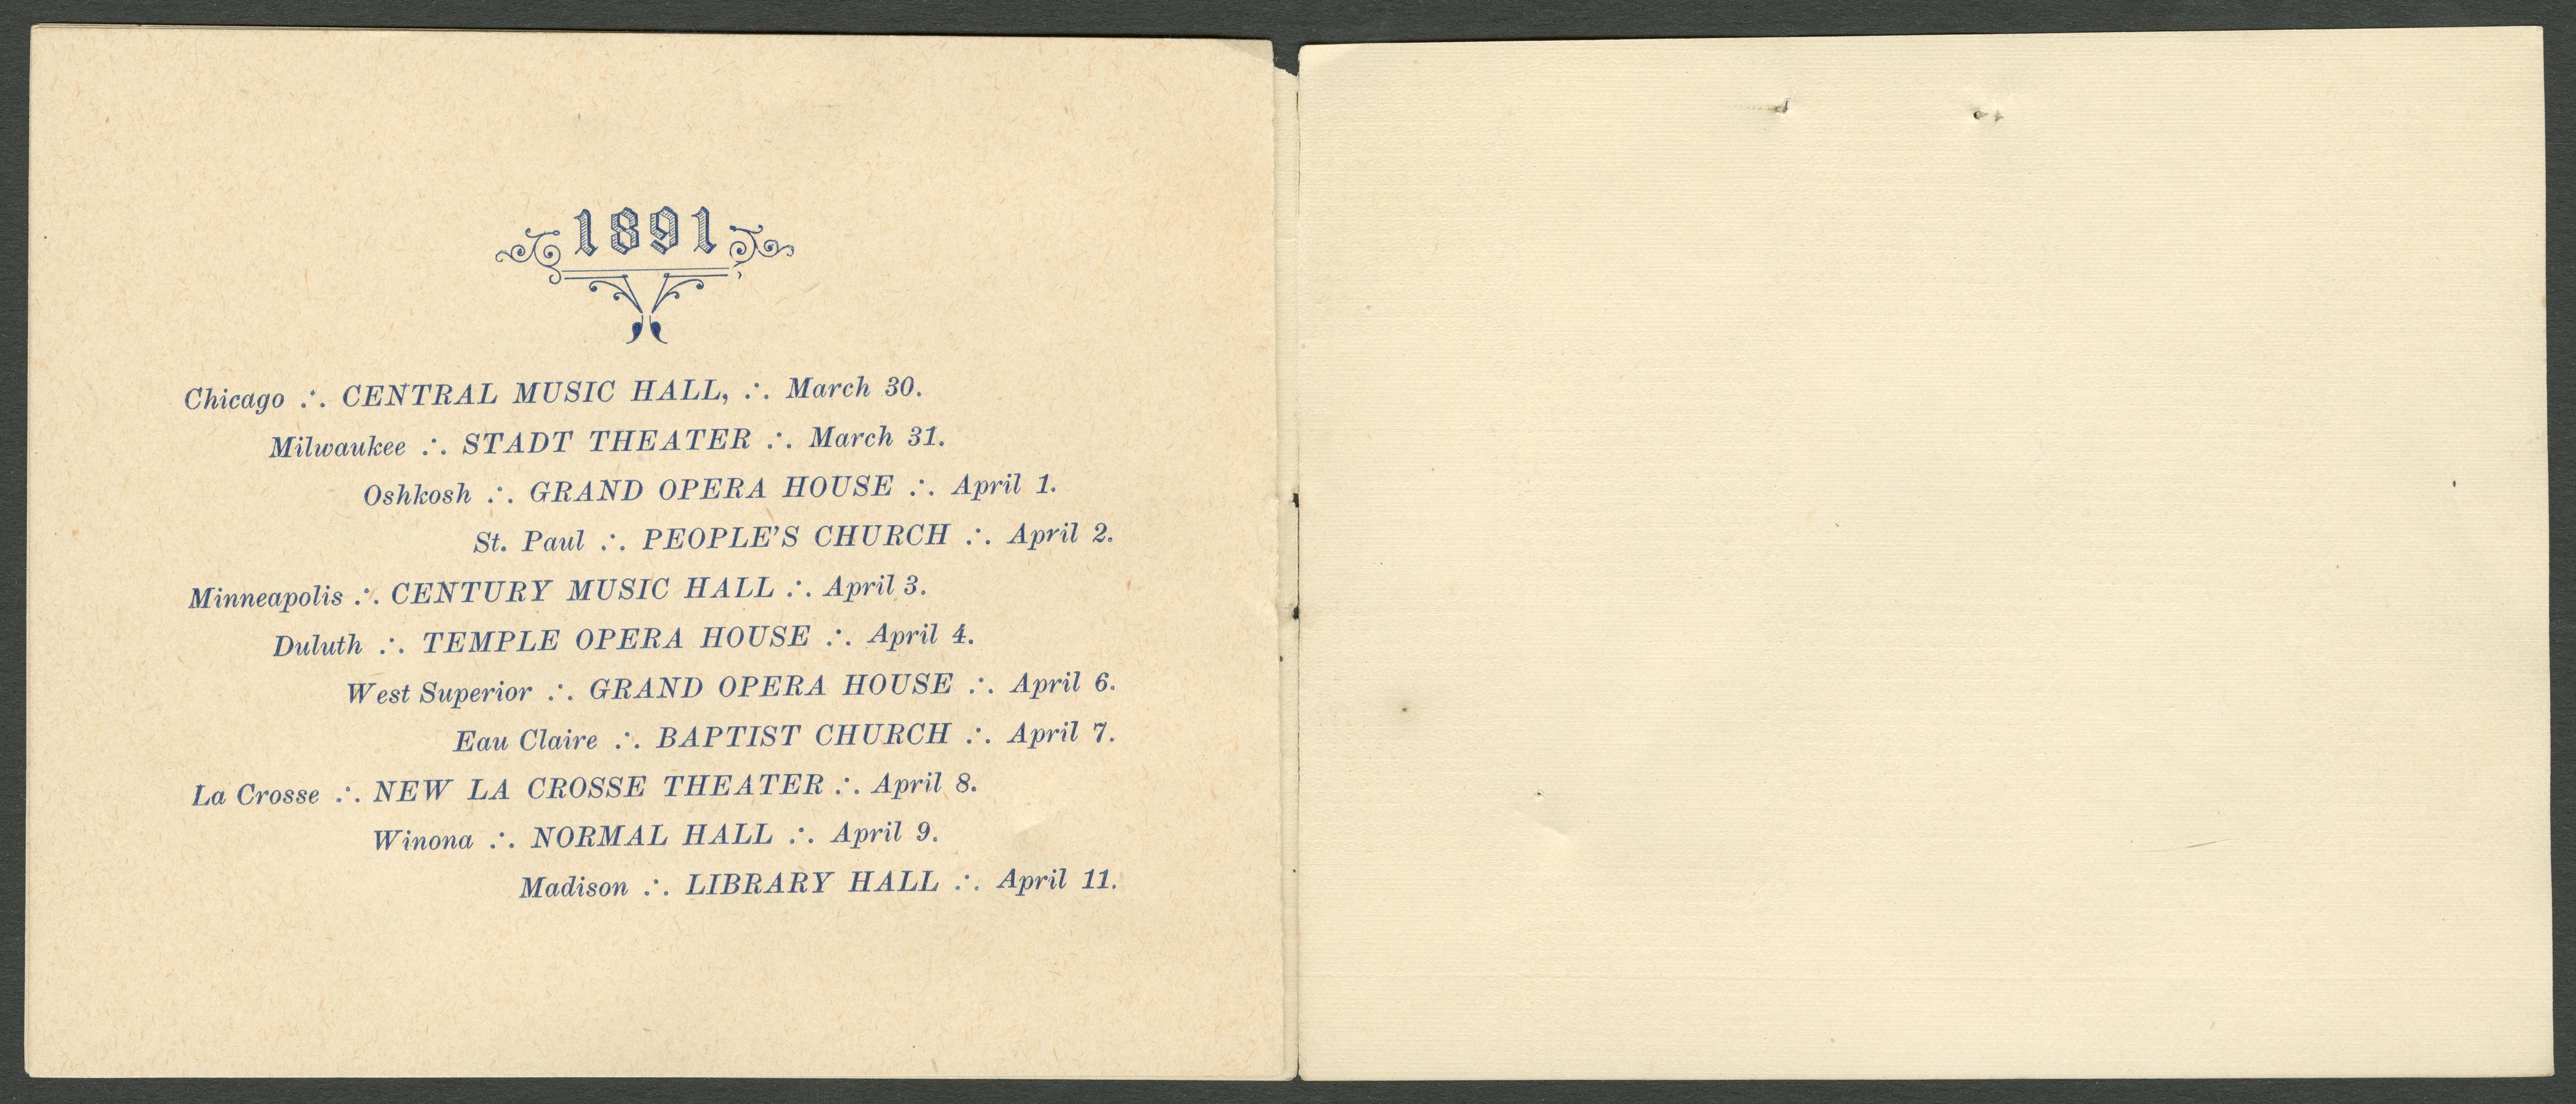 1891
Chicago ∴ CENTRAL MUSIC HALL, ∴ March 30.
Milwaukee ∴ STADT THEATER ∴ March 31.
Oshkosh ∴ GRAND OPERA HOUSE ∴ April 1.
St. Paul ∴ PEOPLE'S CHURCH ∴ April 2.
Minneapolis ∴ CENTURY MUSIC HALL ∴ April 3.
Duluth ∴ TEMPLE OPERA HOUSE ∴ April 4.
West Superior ∴ GRAND OPERA HOUSE ∴ April 6.
Eau Claire ∴ BAPTIST CHURCH ∴ April 7.
La Crosse ∴ NEW LA CROSSE THEATER ∴ April 8.
Winona ∴ NORMAL HALL ∴ April 9.
Madison ∴ LIBRARY HALL ∴ April 11.